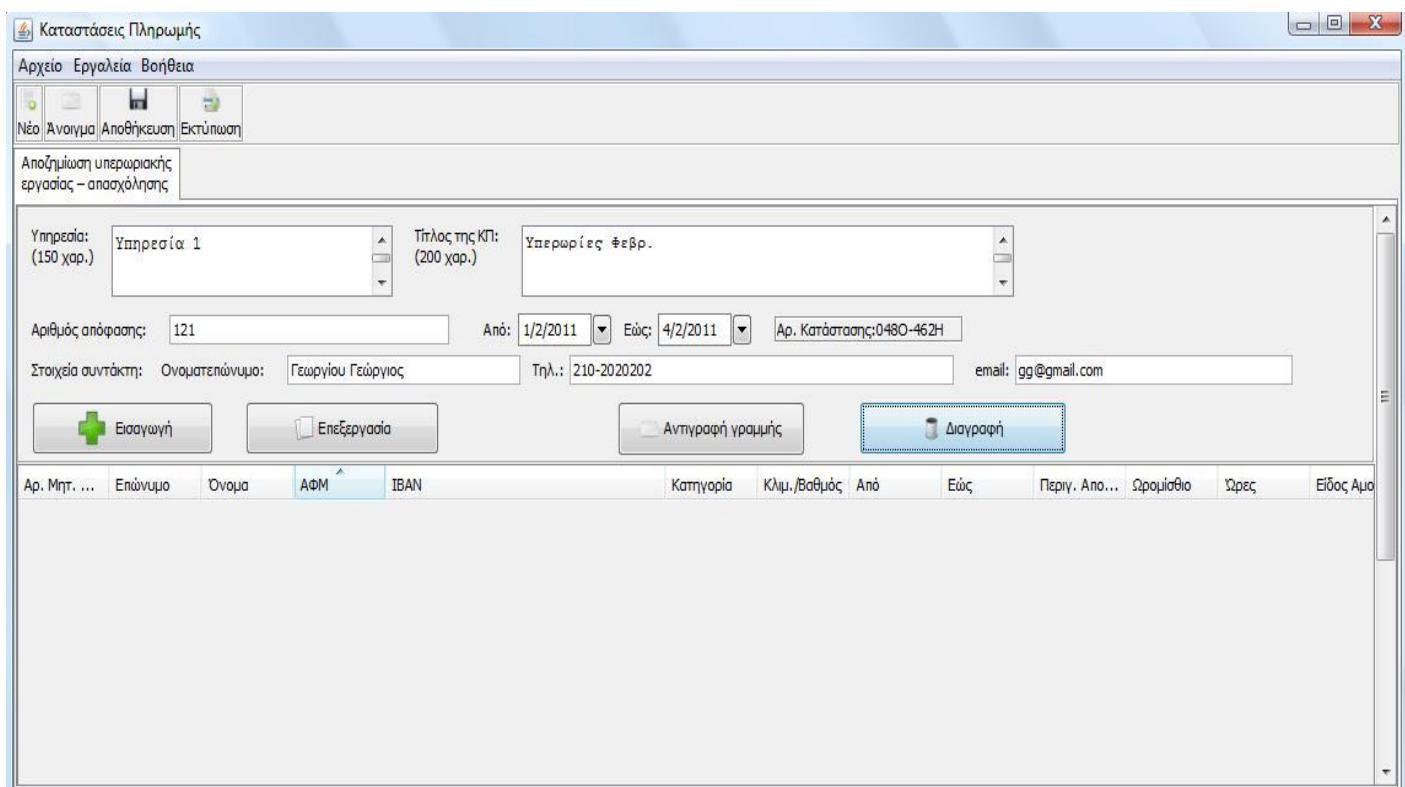 Καταστάσεις Πληρωμής
Αρχείο Εργαλεία Βοήθεια
Νέο Άνοιγμα Αποθήκευση Εκτύπωση
Αποζημίωση υπερωριακής
εργασίας – απασχόλησης
Υπηρεσία: Υπηρεσία 1 Τίτλος της ΚΠ: Υπερωρίες Φεβρ.
(150 χαρ.) (200 χαρ.)
Αριθμός απόφασης: 121 Από: 1/2/2011 Εώς: 4/2/2011 Αρ. Κατάστασης:048Ο-462Η
Στοιχεία συντάκτη: Ονοματεπώνυμο: Γεωργίου Γεώργιος Τηλ.: 210-2020202 email: gg@gmail.com
Εισαγωγή Επεξεργασία Αντιγραφή γραμμής Διαγραφή
Αρ. Μητ. ... Επώνυμο Όνομα ΑΦΜ IBAN Κατηγορία Κλιμ./Βαθμός Από Εώς Περιγ. Απο... Ωρομίσθιο Ώρες Είδος Αμο